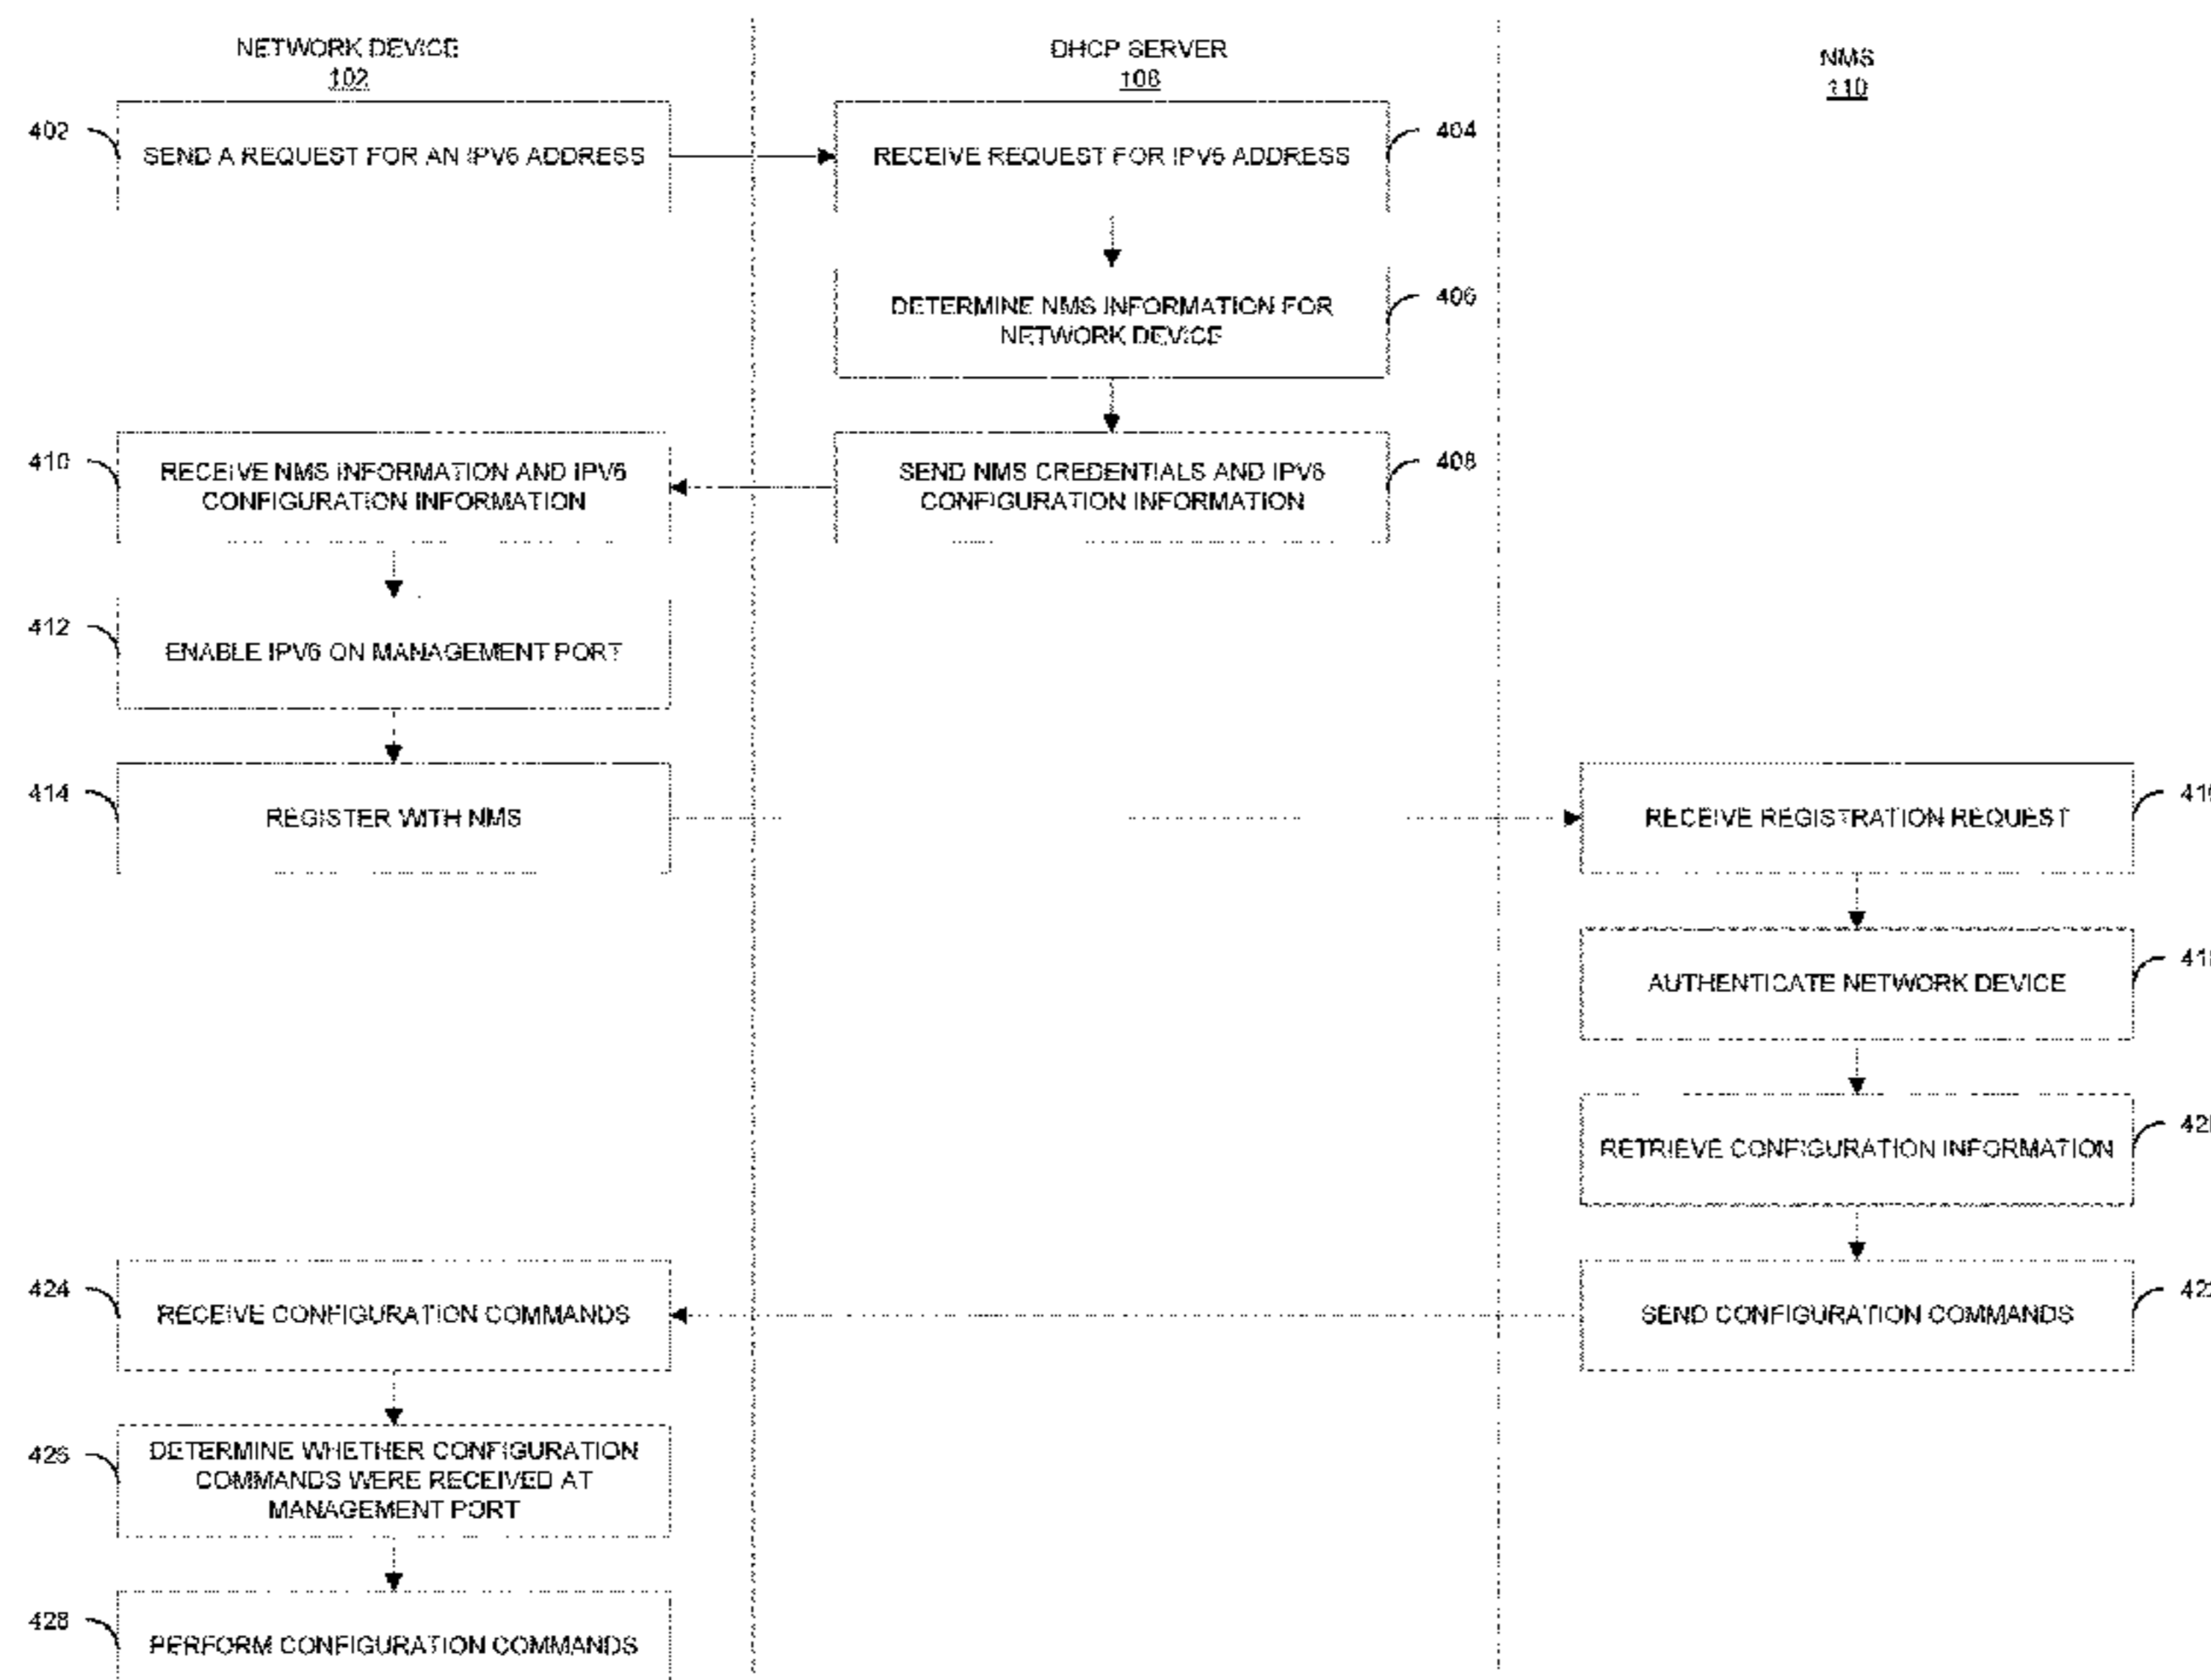 NETWORK DEVICE
102
DHCP SERVER
108
NMS
110
402
SEND A REQUEST FOR AN IPV6 ADDRESS
RECEIVE REQUEST FOR IPV6 ADDRESS
404
DETERMINE NMS INFORMATION FOR
NETWORK DEVICE
406
410
RECEIVE NMS INFORMATION AND IPV6
CONFIGURATION INFORMATION
SEND NMS CREDENTIALS AND IPV6
CONFIGURATION INFORMATION
408
412
ENABLE IPV6 ON MANAGEMENT PORT
414
REGISTER WITH NMS
RECEIVE REGISTRATION REQUEST
AUTHENTICATE NETWORK DEVICE
RETRIEVE CONFIGURATION INFORMATION
424
RECEIVE CONFIGURATION COMMANDS
SEND CONFIGURATION COMMANDS
426
DETERMINE WHETHER CONFIGURATION
COMMANDS WERE RECEIVED AT
MANAGEMENT PORT
428
PERFORM CONFIGURATION COMMANDS